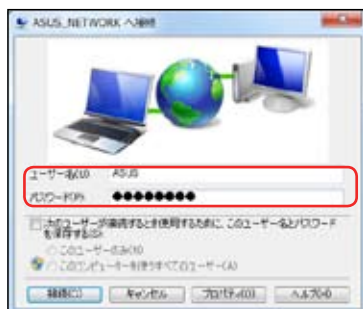 ASUS_NETWORK へ接続
ユーザー名(U): ASUS
パスワード(P): ●●●●●●●●
次のユーザーが接続するとき使用するために、このユーザー名とパスワード
を保存する(S):
このユーザーのみ(N)
このコンピューターを使うすべてのユーザー(A)
接続(C) キャンセル プロパティ(O) ヘルプ(H)